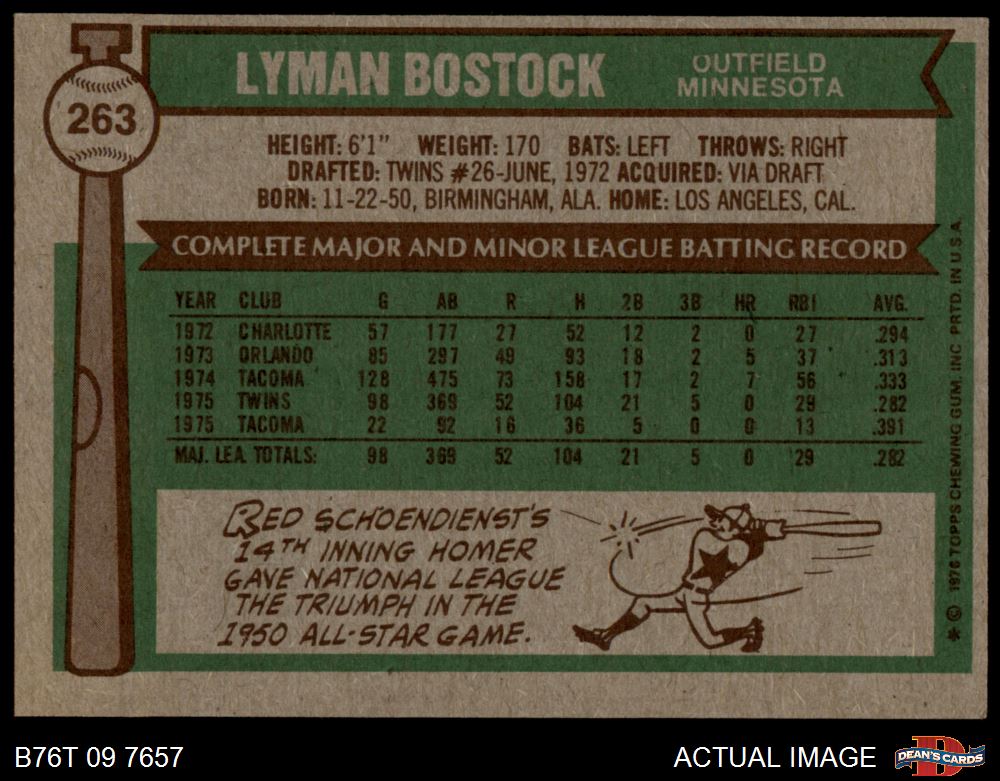 263
LYMAN BOSTOCK
OUTFIELD
MINNESOTA
HEIGHT: 6'1" WEIGHT: 170 BATS: LEFT THROWS: RIGHT
DRAFTED: TWINS #26-JUNE, 1972 ACQUIRED: VIA DRAFT
BORN: 11-22-50, BIRMINGHAM, ALA. HOME: LOS ANGELES, CAL.
COMPLETE MAJOR AND MINOR LEAGUE BATTING RECORD
YEAR CLUB G AB R H 2B 3B HR RBI AVG.
1972 CHARLOTTE 57 177 27 52 12 2 0 27 .294
1973 ORLANDO 85 297 49 93 18 2 5 37 .313
1974 TACOMA 128 475 73 158 17 2 7 56 .333
1975 TWINS 98 369 52 104 21 5 0 29 .282
1975 TACOMA 22 92 16 36 5 0 0 13 .391
MAJ. LEA. TOTALS: 98 369 52 104 21 5 0 29 .282
RED SCHOENDIENST'S
14TH INNING HOMER
GAVE NATIONAL LEAGUE
THE TRIUMPH IN THE
1950 ALL-STAR GAME.
* © 1976 TOPPS CHEWING GUM, INC. PRTD. IN U.S.A.
B76T 09 7657
ACTUAL IMAGE
D
DEAN'S CARDS